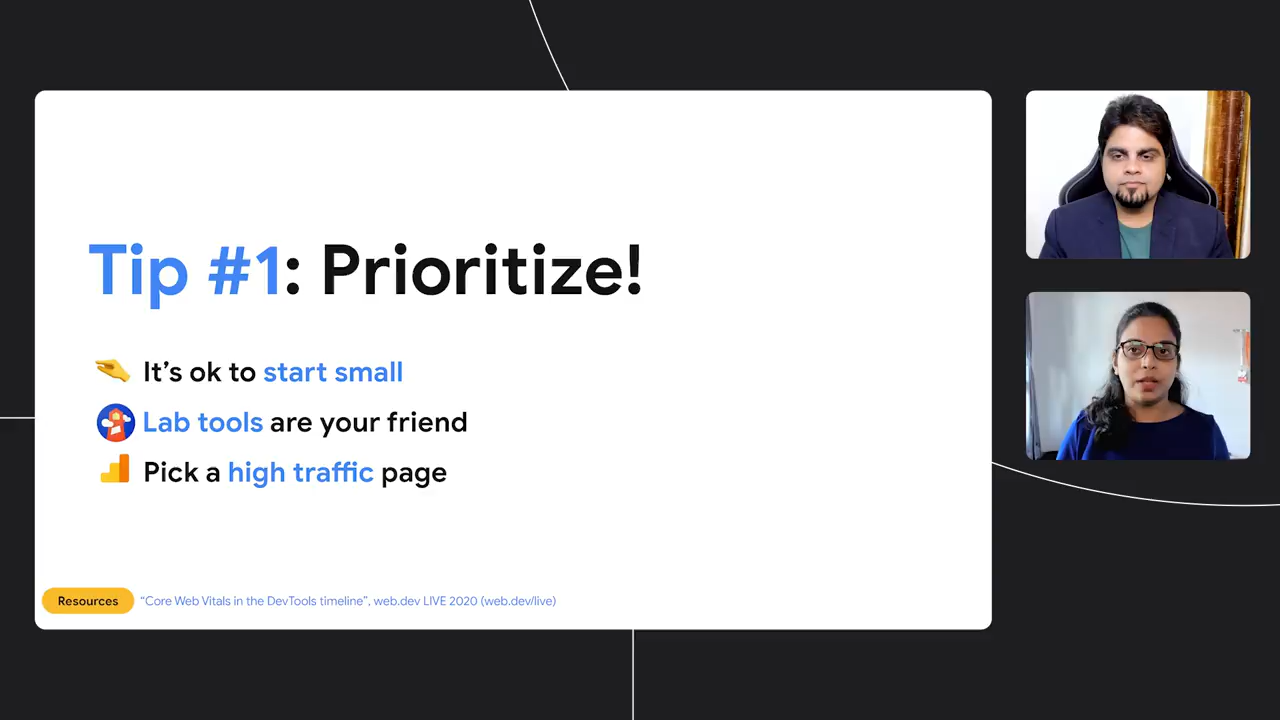 Tip #1: Prioritize!
It’s ok to start small
Lab tools are your friend
Pick a high traffic page
Resources “Core Web Vitals in the DevTools timeline”, web.dev LIVE 2020 (web.dev/live)